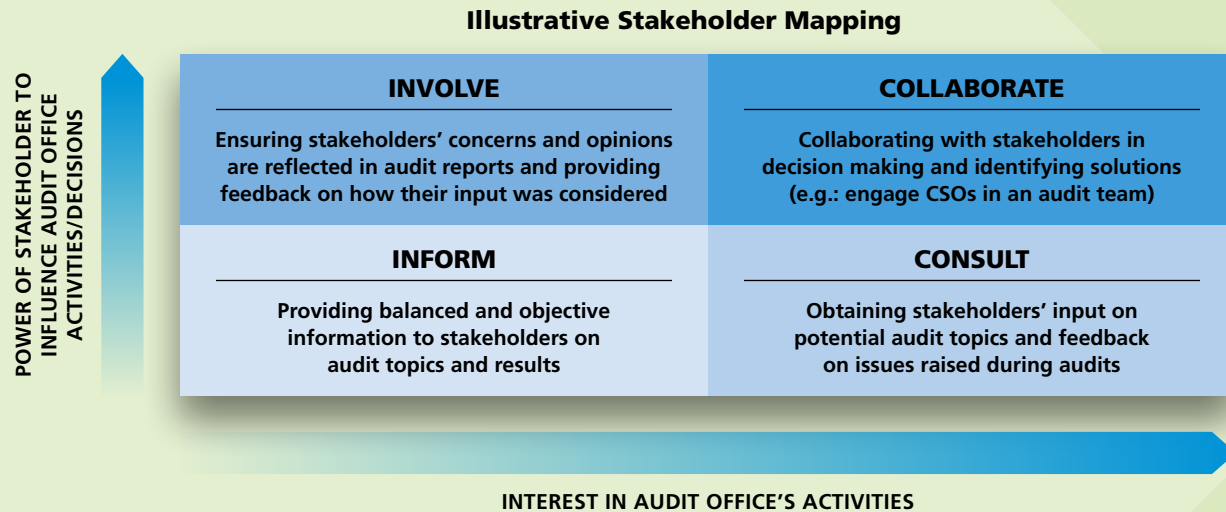 Illustrative Stakeholder Mapping
POWER OF STAKEHOLDER TO
INFLUENCE AUDIT OFFICE
ACTIVITIES/DECISIONS
INVOLVE
Ensuring stakeholders’ concerns and opinions
are reflected in audit reports and providing
feedback on how their input was considered
COLLABORATE
Collaborating with stakeholders in
decision making and identifying solutions
(e.g.: engage CSOs in an audit team)
INFORM
Providing balanced and objective
information to stakeholders on
audit topics and results
CONSULT
Obtaining stakeholders’ input on
potential audit topics and feedback
on issues raised during audits
INTEREST IN AUDIT OFFICE’S ACTIVITIES